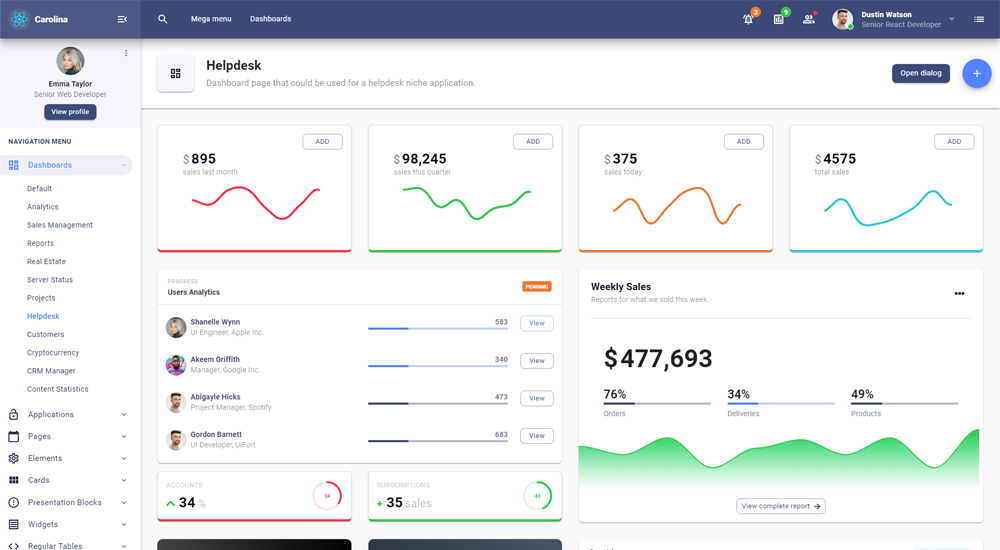 Carolina
Mega menu
Dashboards
3
9
Dustin Watson
Senior React Developer
Emma Taylor
Senior Web Developer
View profile
NAVIGATION MENU
Dashboards
Default
Analytics
Sales Management
Reports
Real Estate
Server Status
Projects
Helpdesk
Customers
Cryptocurrency
CRM Manager
Content Statistics
Applications
Pages
Elements
Cards
Presentation Blocks
Widgets
Regular Tables
Helpdesk
Dashboard page that could be used for a helpdesk niche application.
Open dialog
+
ADD
$ 895
sales last month
ADD
$ 98,245
sales this quarter
ADD
$ 375
sales today
ADD
$ 4575
total sales
PROGRESS
Users Analytics
PENDING
Shanelle Wynn
UI Engineer, Apple Inc.
583
View
Akeem Griffith
Manager, Google Inc.
340
View
Abigayle Hicks
Project Manager, Spotify
473
View
Gordon Barnett
UI Developer, UiFort
683
View
ACCOUNTS
34 %
34
SUBSCRIPTIONS
+ 35 sales
43
Weekly Sales
Reports for what we sold this week.
$ 477,693
76%
Orders
34%
Deliveries
49%
Products
View complete report